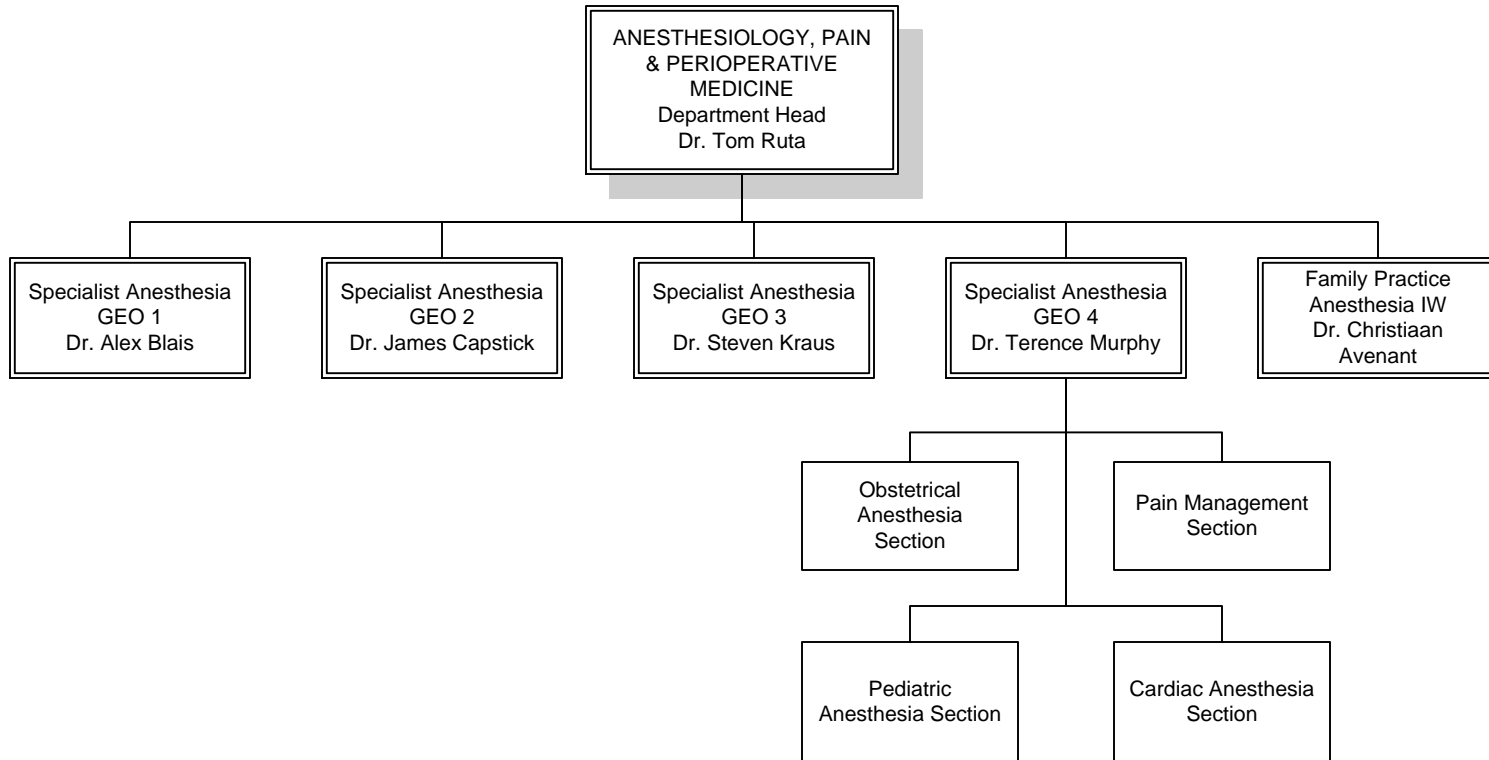 ANESTHESIOLOGY, PAIN
& PERIOPERATIVE
MEDICINE
Department Head
Dr. Tom Ruta
Specialist Anesthesia
GEO 1
Dr. Alex Blais
Specialist Anesthesia
GEO 2
Dr. James Capstick
Specialist Anesthesia
GEO 3
Dr. Steven Kraus
Specialist Anesthesia
GEO 4
Dr. Terence Murphy
Family Practice
Anesthesia IW
Dr. Christiaan
Avenant
Obstetrical
Anesthesia
Section
Pain Management
Section
Pediatric
Anesthesia Section
Cardiac Anesthesia
Section